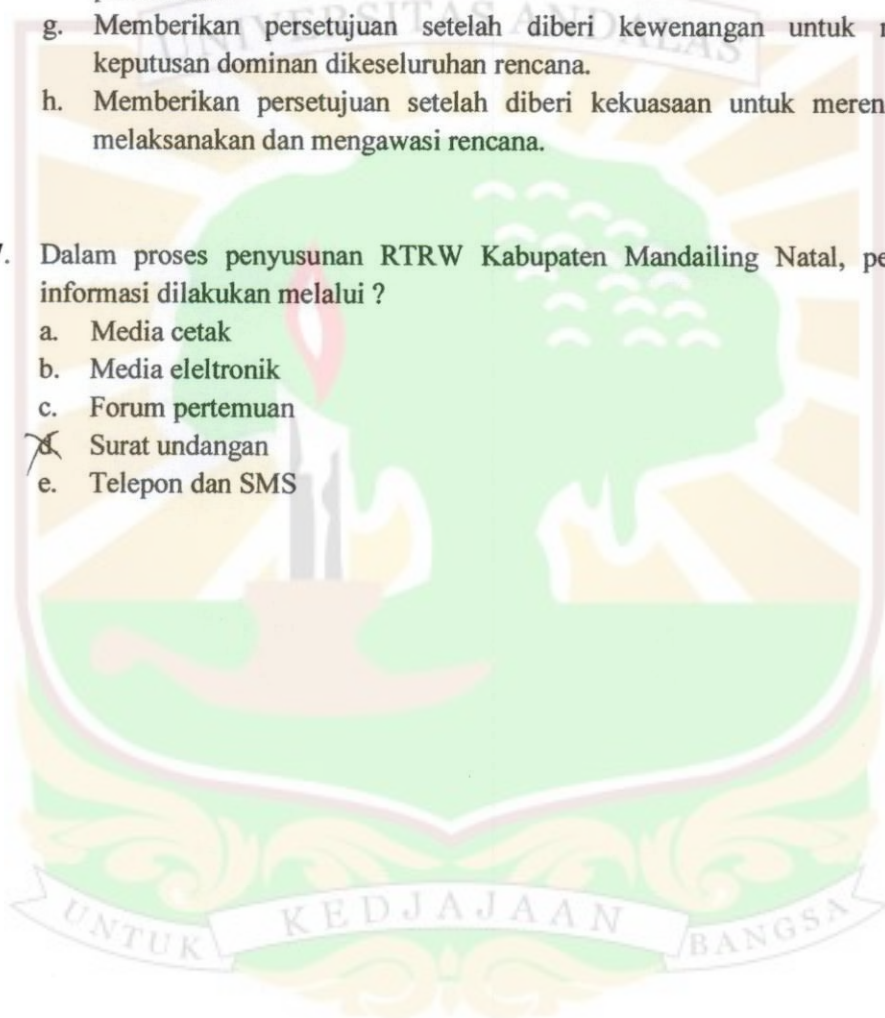 UNIVERSITAS ANDALAS
g. Memberikan persetujuan setelah diberi kewenangan untuk
keputusan dominan dikeseluruhan rencana.
h. Memberikan persetujuan setelah diberi kekuasaan untuk meren
melaksanakan dan mengawasi rencana.
Dalam proses penyusunan RTRW Kabupaten Mandailing Natal, pe
informasi dilakukan melalui ?
a. Media cetak
b. Media eleltronik
c. Forum pertemuan
d. Surat undangan
e. Telepon dan SMS
UNTUK KEDJAJAAN BANGSA